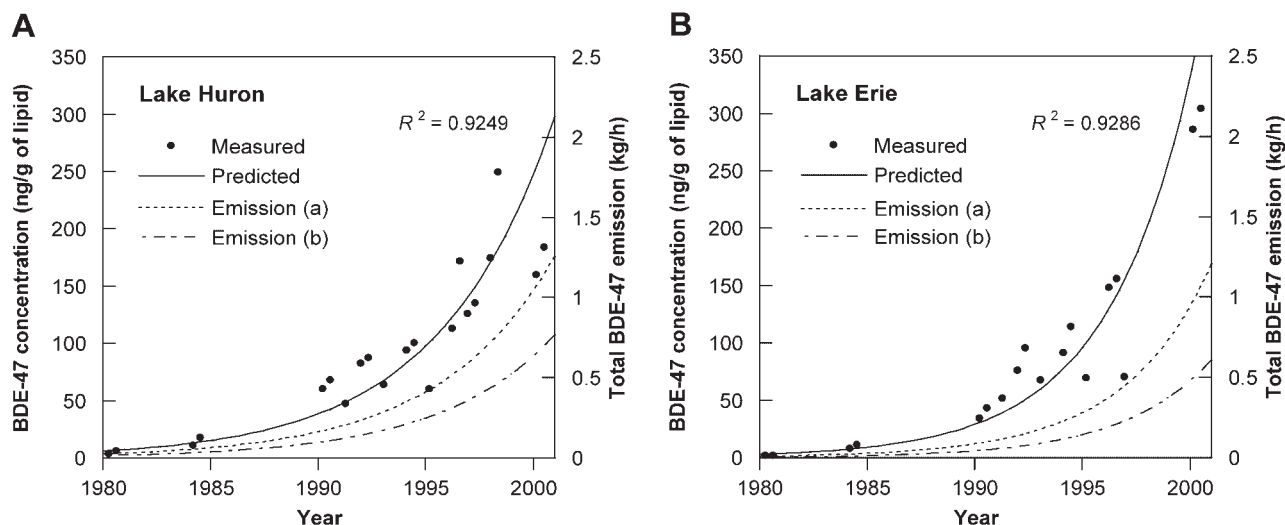 A
BDE-47 concentration (ng/g of lipid)
350
300
250
200
150
100
50
0
Lake Huron
R² = 0.9249
Measured
Predicted
Emission (a)
Emission (b)
2.5
2
1.5
1
0.5
0
Total BDE-47 emission (kg/h)
1980
1985
1990
1995
2000
Year
B
BDE-47 concentration (ng/g of lipid)
350
300
250
200
150
100
50
0
Lake Erie
R² = 0.9286
Measured
Predicted
Emission (a)
Emission (b)
2.5
2
1.5
1
0.5
0
Total BDE-47 emission (kg/h)
1980
1985
1990
1995
2000
Year